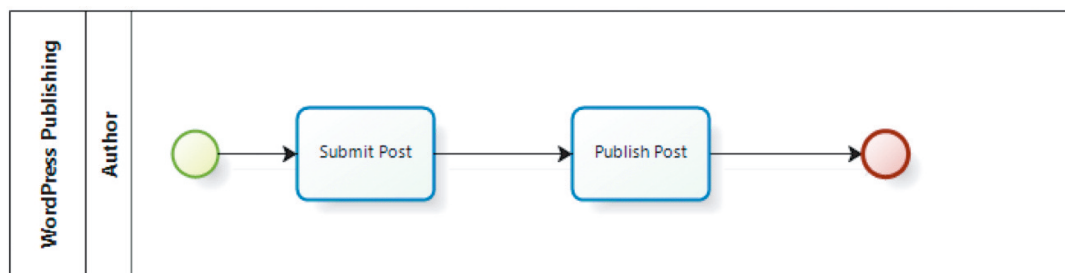 WordPress Publishing
Author
Submit Post
Publish Post